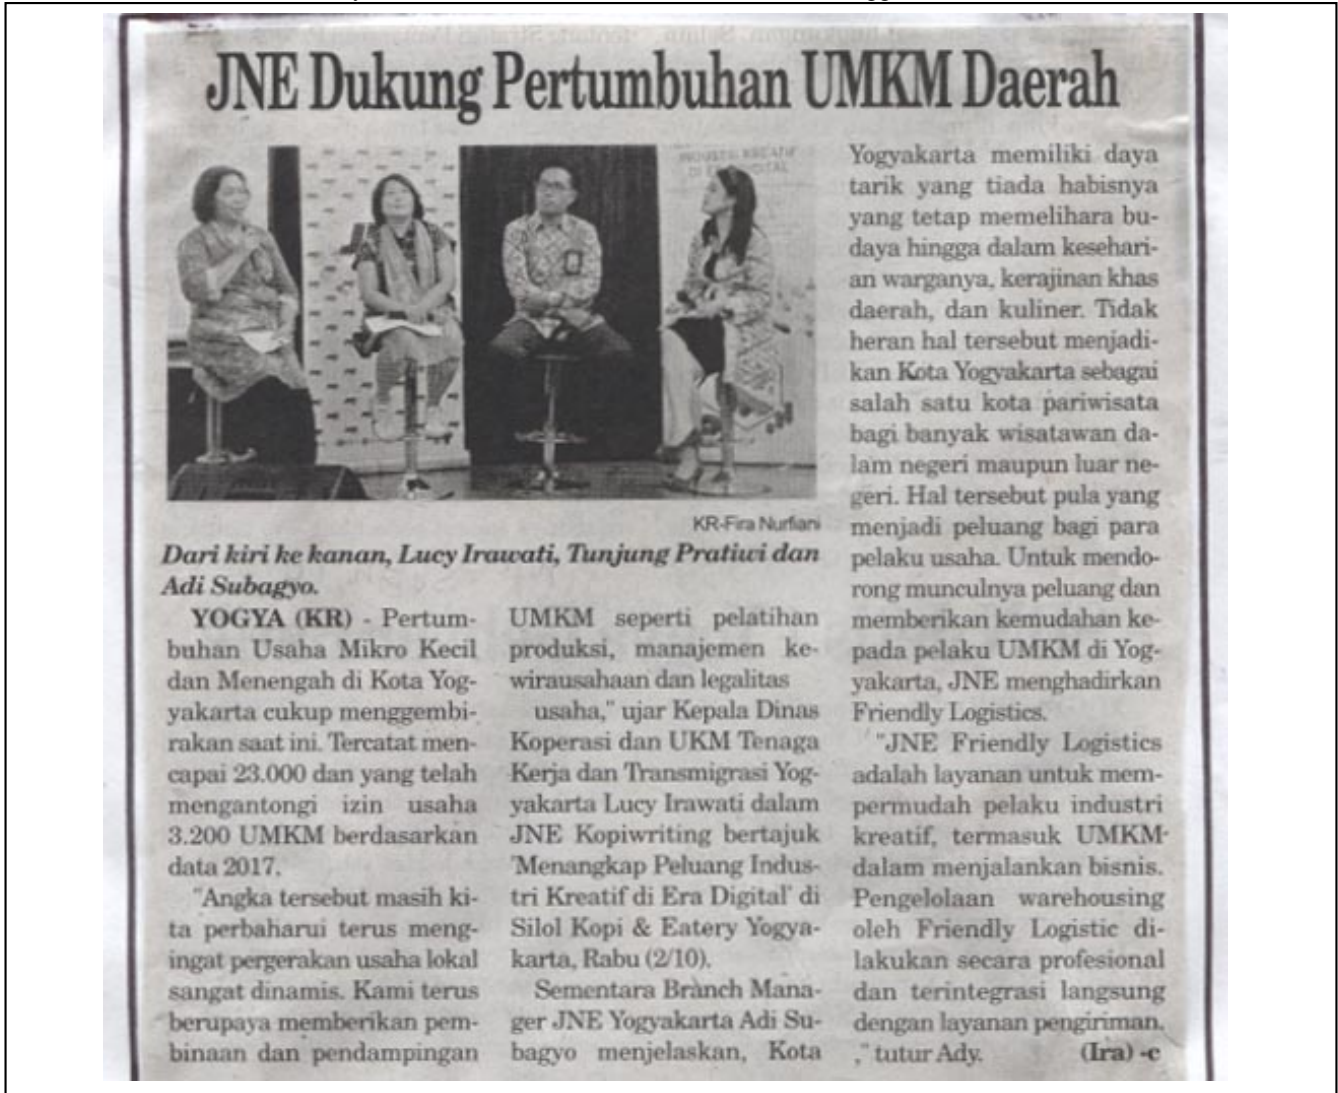 JNE Dukung Pertumbuhan UMKM Daerah
INDUSTRI KREATIF
DI ERA DIGITAL
KR-Fira Nurfiani
Dari kiri ke kanan, Lucy Irawati, Tunjung Pratiwi dan
Adi Subagyo.
YOGYA (KR) - Pertum-
buhan Usaha Mikro Kecil
dan Menengah di Kota Yog-
yakarta cukup menggembi-
rakan saat ini. Tercatat men-
capai 23.000 dan yang telah
mengantongi izin usaha
3.200 UMKM berdasarkan
data 2017.
"Angka tersebut masih ki-
ta perbaharui terus meng-
ingat pergerakan usaha lokal
sangat dinamis. Kami terus
berupaya memberikan pem-
binaan dan pendampingan
UMKM seperti pelatihan
produksi, manajemen ke-
wirausahaan dan legalitas
usaha," ujar Kepala Dinas
Koperasi dan UKM Tenaga
Kerja dan Transmigrasi Yog-
yakarta Lucy Irawati dalam
JNE Kopiwriting bertajuk
'Menangkap Peluang Indus-
tri Kreatif di Era Digital' di
Silol Kopi & Eatery Yogya-
karta, Rabu (2/10).
Sementara Branch Mana-
ger JNE Yogyakarta Adi Su-
bagyo menjelaskan, Kota
Yogyakarta memiliki daya
tarik yang tiada habisnya
yang tetap memelihara bu-
daya hingga dalam kesehari-
an warganya, kerajinan khas
daerah, dan kuliner. Tidak
heran hal tersebut menjadi-
kan Kota Yogyakarta sebagai
salah satu kota pariwisata
bagi banyak wisatawan da-
lam negeri maupun luar ne-
geri. Hal tersebut pula yang
menjadi peluang bagi para
pelaku usaha. Untuk mendo-
rong munculnya peluang dan
memberikan kemudahan ke-
pada pelaku UMKM di Yog-
yakarta, JNE menghadirkan
Friendly Logistics.
"JNE Friendly Logistics
adalah layanan untuk mem-
permudah pelaku industri
kreatif, termasuk UMKM
dalam menjalankan bisnis.
Pengelolaan warehousing
oleh Friendly Logistic di-
lakukan secara profesional
dan terintegrasi langsung
dengan layanan pengiriman.
," tutur Ady. (Ira) -c